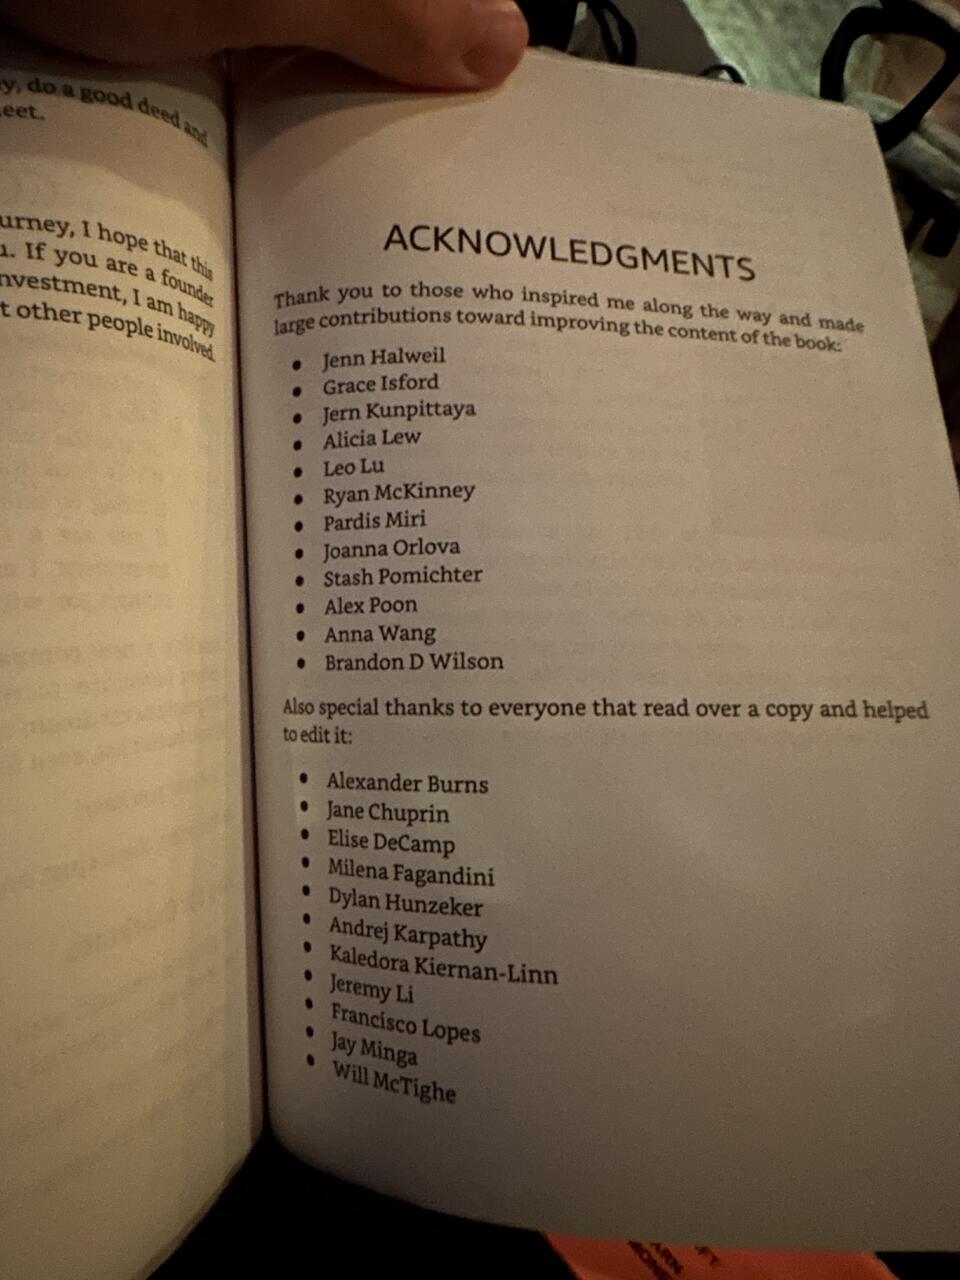 y, do a good deed and
eet.
urney, I hope that this
u. If you are a founder
nvestment, I am happy
t other people involved.
ACKNOWLEDGMENTS
Thank you to those who inspired me along the way and made
large contributions toward improving the content of the book:
• Jenn Halweil
• Grace Isford
• Jern Kunpittaya
• Alicia Lew
• Leo Lu
• Ryan McKinney
• Pardis Miri
• Joanna Orlova
• Stash Pomichter
• Alex Poon
• Anna Wang
• Brandon D Wilson
Also special thanks to everyone that read over a copy and helped
to edit it:
• Alexander Burns
• Jane Chuprin
• Elise DeCamp
• Milena Fagandini
• Dylan Hunzeker
• Andrej Karpathy
• Kaledora Kiernan-Linn
• Jeremy Li
• Francisco Lopes
• Jay Minga
• Will McTighe